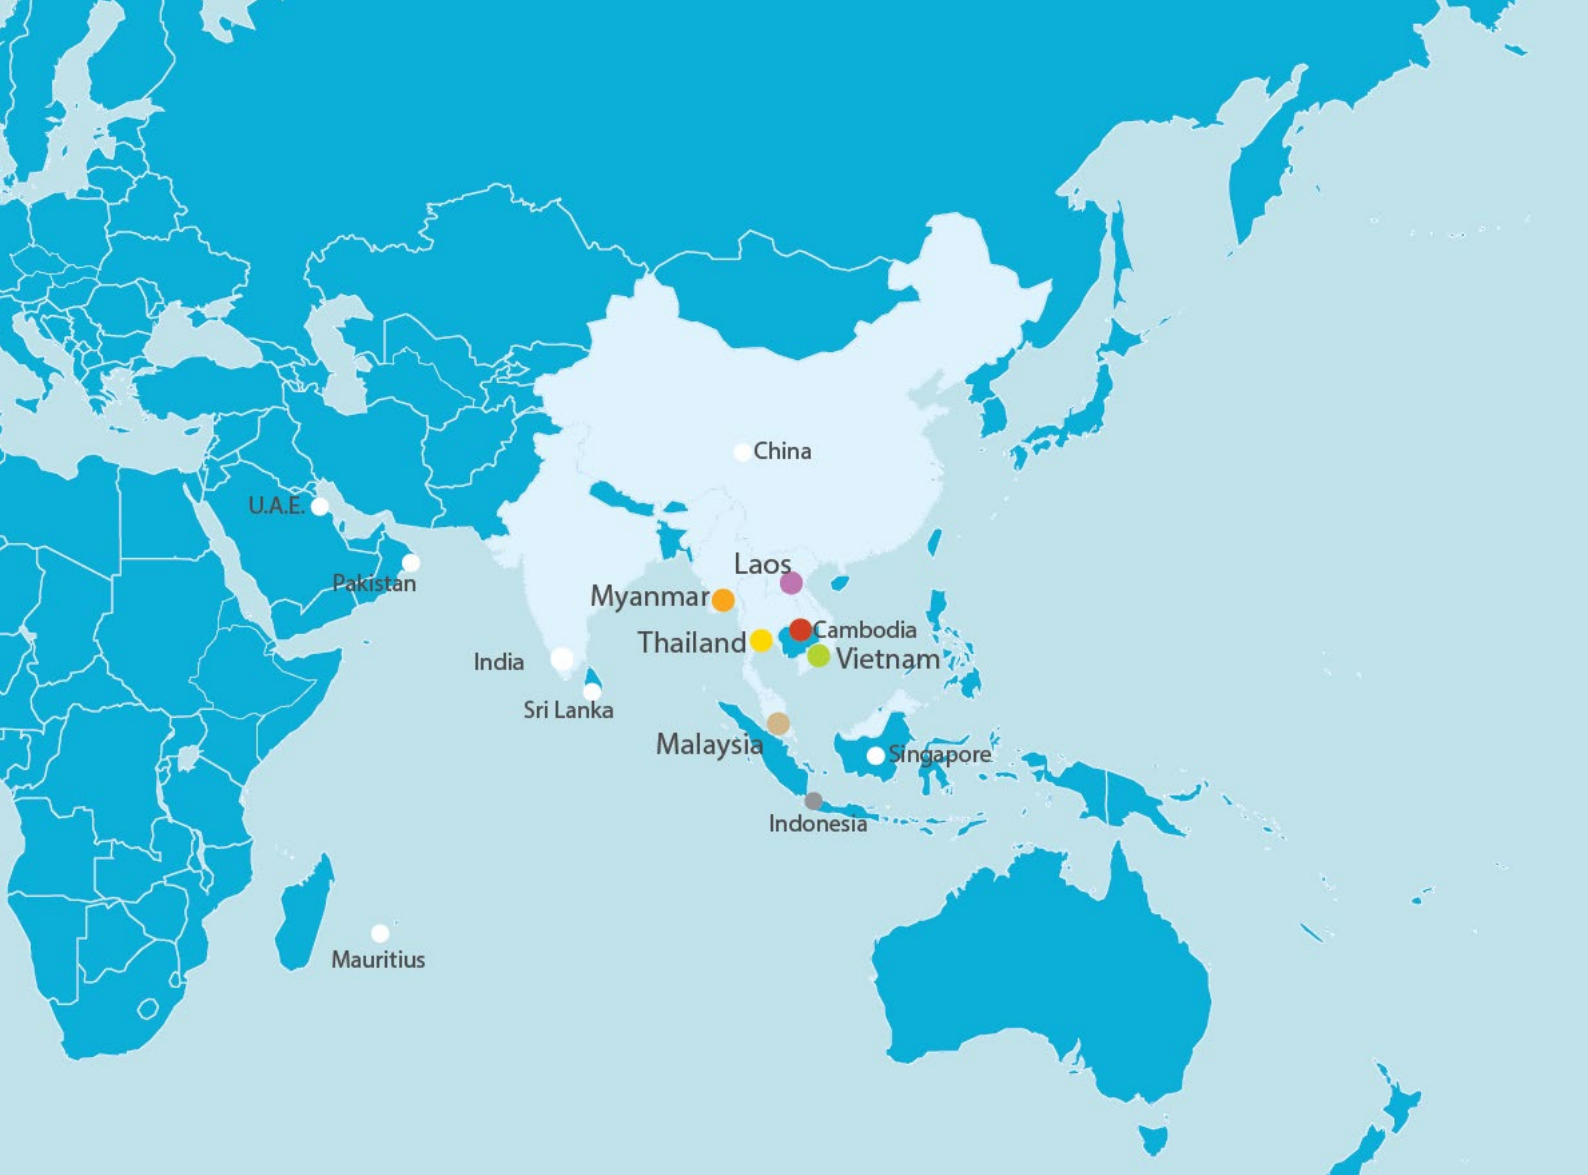 China
U.A.E.
Laos
Pakistan
Myanmar
Cambodia
Thailand
Vietnam
India
Sri Lanka
Malaysia
Singapore
Indonesia
Mauritius